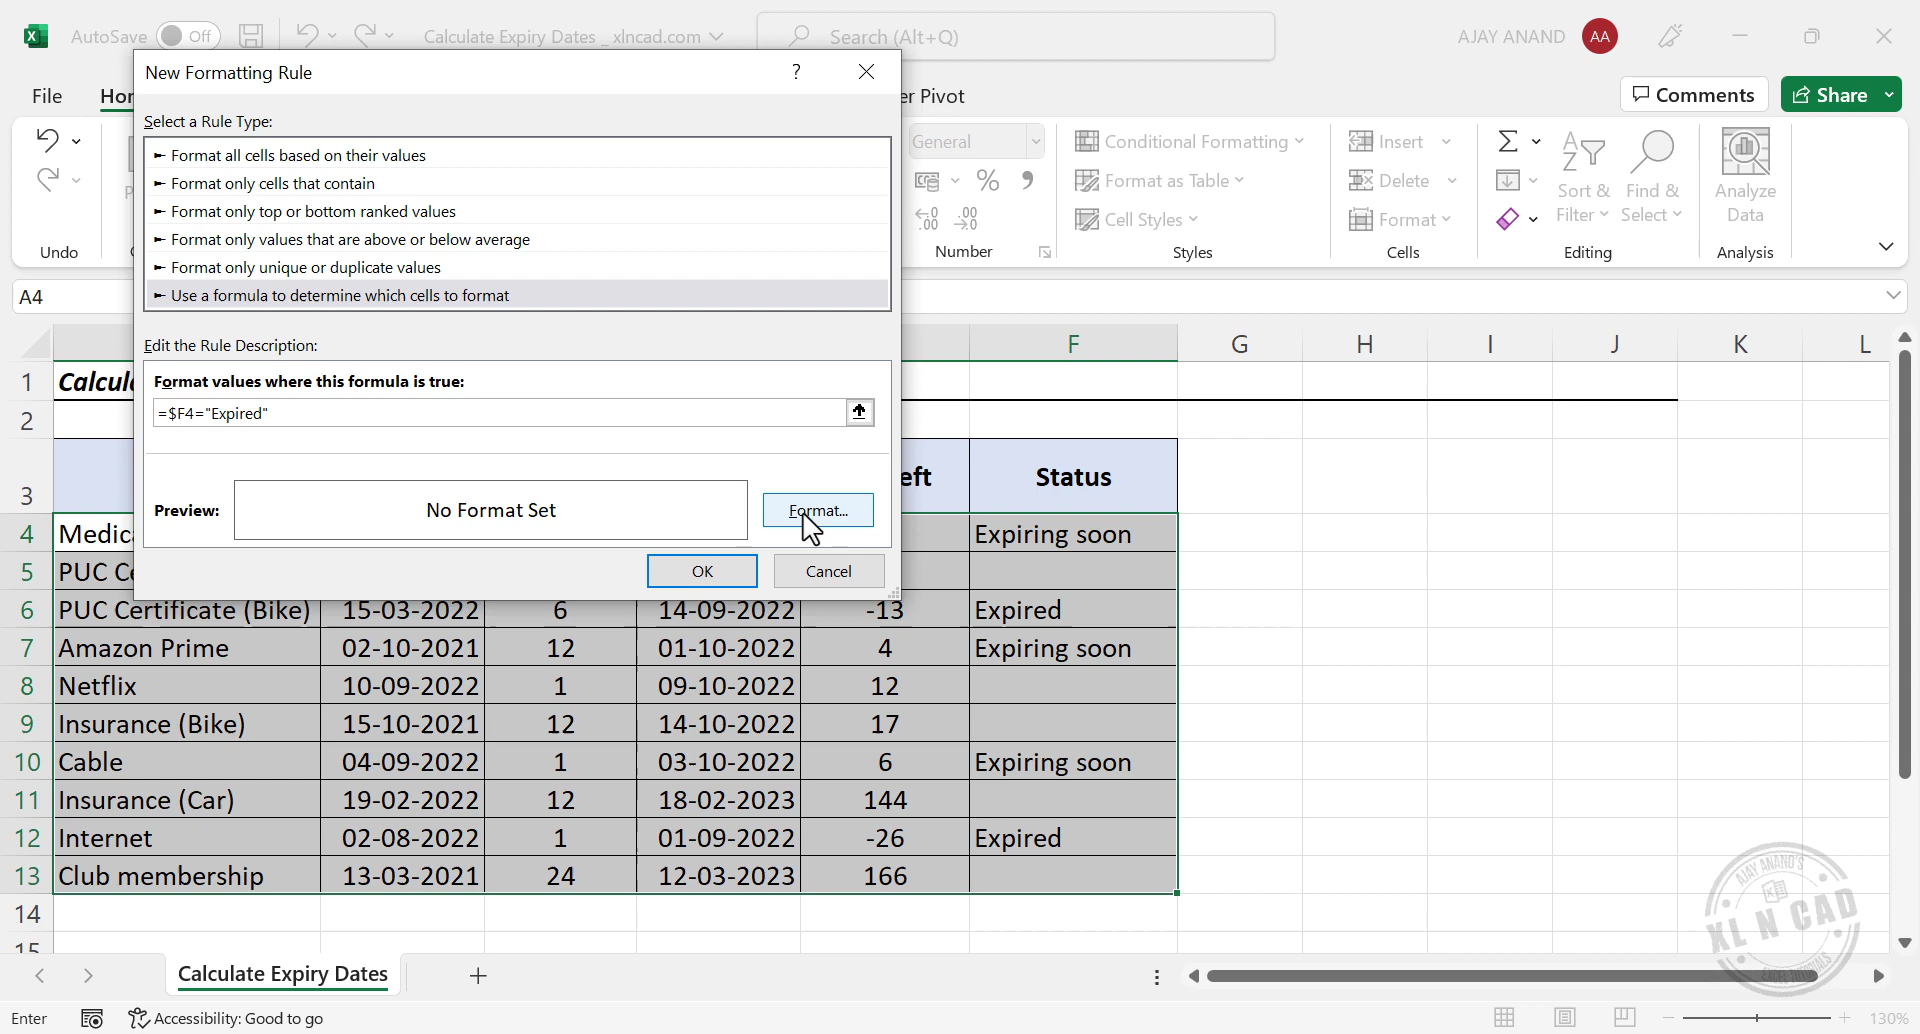 AutoSave Off Calculate Expiry Dates _ xlncad.com Search (Alt+Q) AJAY ANAND AA
New Formatting Rule ?
File Hor er Pivot Comments Share
Select a Rule Type:
► Format all cells based on their values
► Format only cells that contain
► Format only top or bottom ranked values
► Format only values that are above or below average
► Format only unique or duplicate values
► Use a formula to determine which cells to format
General Conditional Formatting Insert
% Format as Table Delete Sort & Find & Analyze
Cell Styles Format Filter Select Data
Undo Number Styles Cells Editing Analysis
A4
Edit the Rule Description:
Format values where this formula is true:
=$F4="Expired"
Preview: No Format Set Format...
OK Cancel
F G H I J K L
1 Calcul
2
3 eft Status
4 Medica Expiring soon
5 PUC Ce
6 PUC Certificate (Bike) 15-03-2022 6 14-09-2022 -13 Expired
7 Amazon Prime 02-10-2021 12 01-10-2022 4 Expiring soon
8 Netflix 10-09-2022 1 09-10-2022 12
9 Insurance (Bike) 15-10-2021 12 14-10-2022 17
10 Cable 04-09-2022 1 03-10-2022 6 Expiring soon
11 Insurance (Car) 19-02-2022 12 18-02-2023 144
12 Internet 02-08-2022 1 01-09-2022 -26 Expired
13 Club membership 13-03-2021 24 12-03-2023 166
14
15
AJAY ANAND'S
XL N CAD
EXCEL TUTORIALS
Calculate Expiry Dates +
Enter Accessibility: Good to go 130%